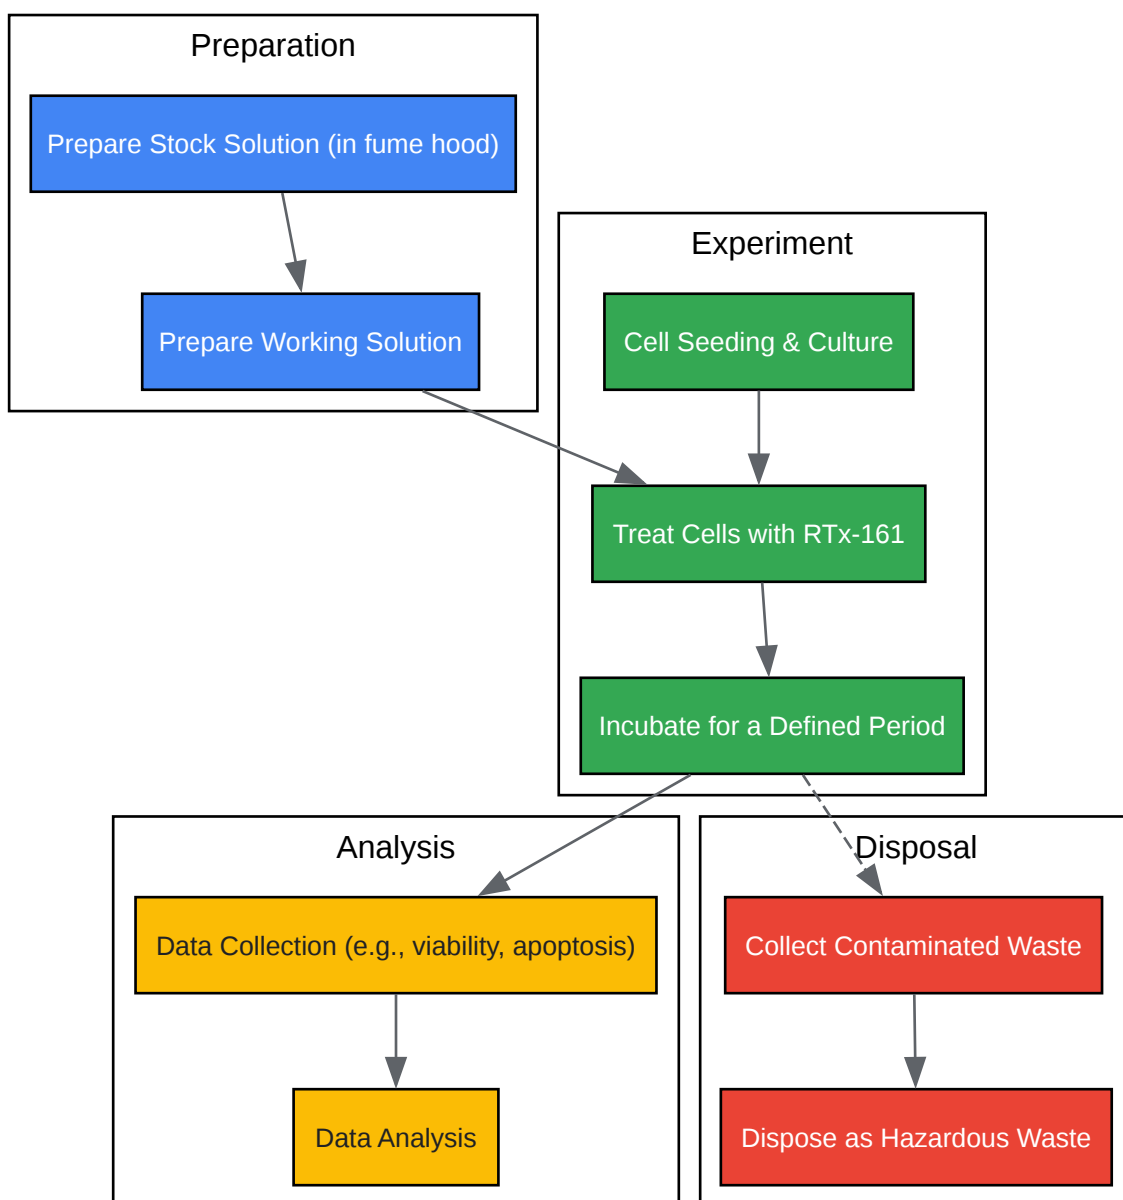 Preparation
Prepare Stock Solution (in fume hood)
Prepare Working Solution
Experiment
Cell Seeding & Culture
Treat Cells with RTx-161
Incubate for a Defined Period
Analysis
Data Collection (e.g., viability, apoptosis)
Data Analysis
Disposal
Collect Contaminated Waste
Dispose as Hazardous Waste